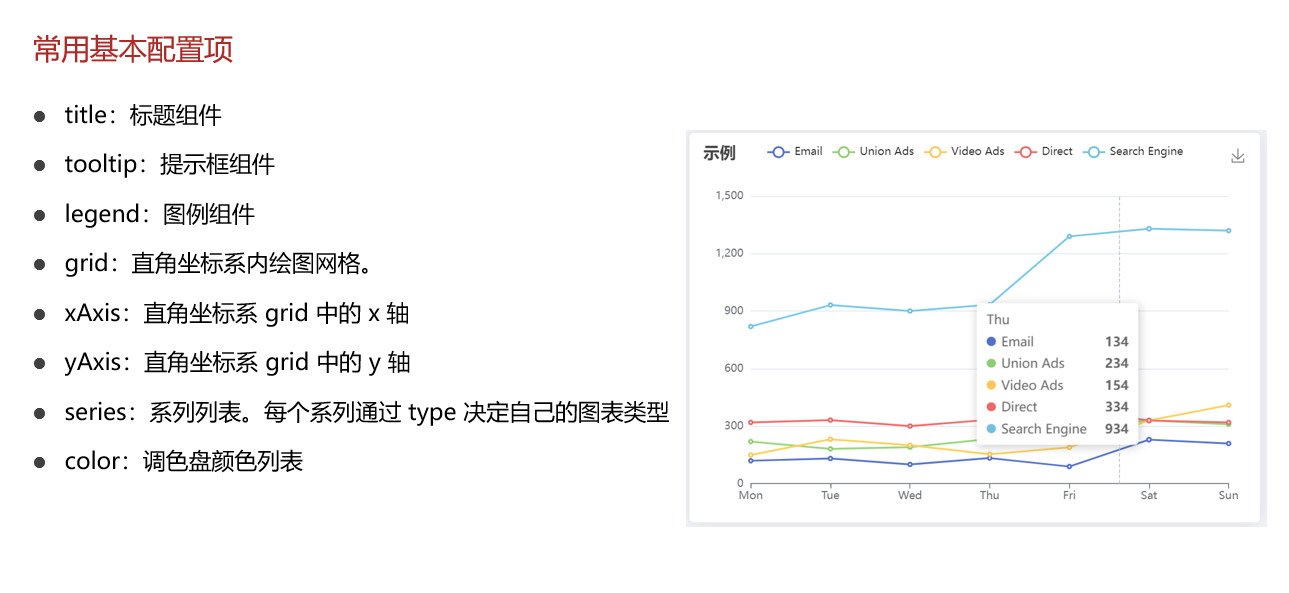 常用基本配置项
title：标题组件
tooltip：提示框组件
legend：图例组件
grid：直角坐标系内绘图网格。
xAxis：直角坐标系 grid 中的 x 轴
yAxis：直角坐标系 grid 中的 y 轴
series：系列列表。每个系列通过 type 决定自己的图表类型
color：调色盘颜色列表
示例
Email Union Ads Video Ads Direct Search Engine
1,500
1,200
900
600
300
0
Thu
Email 134
Union Ads 234
Video Ads 154
Direct 334
Search Engine 934
Mon Tue Wed Thu Fri Sat Sun